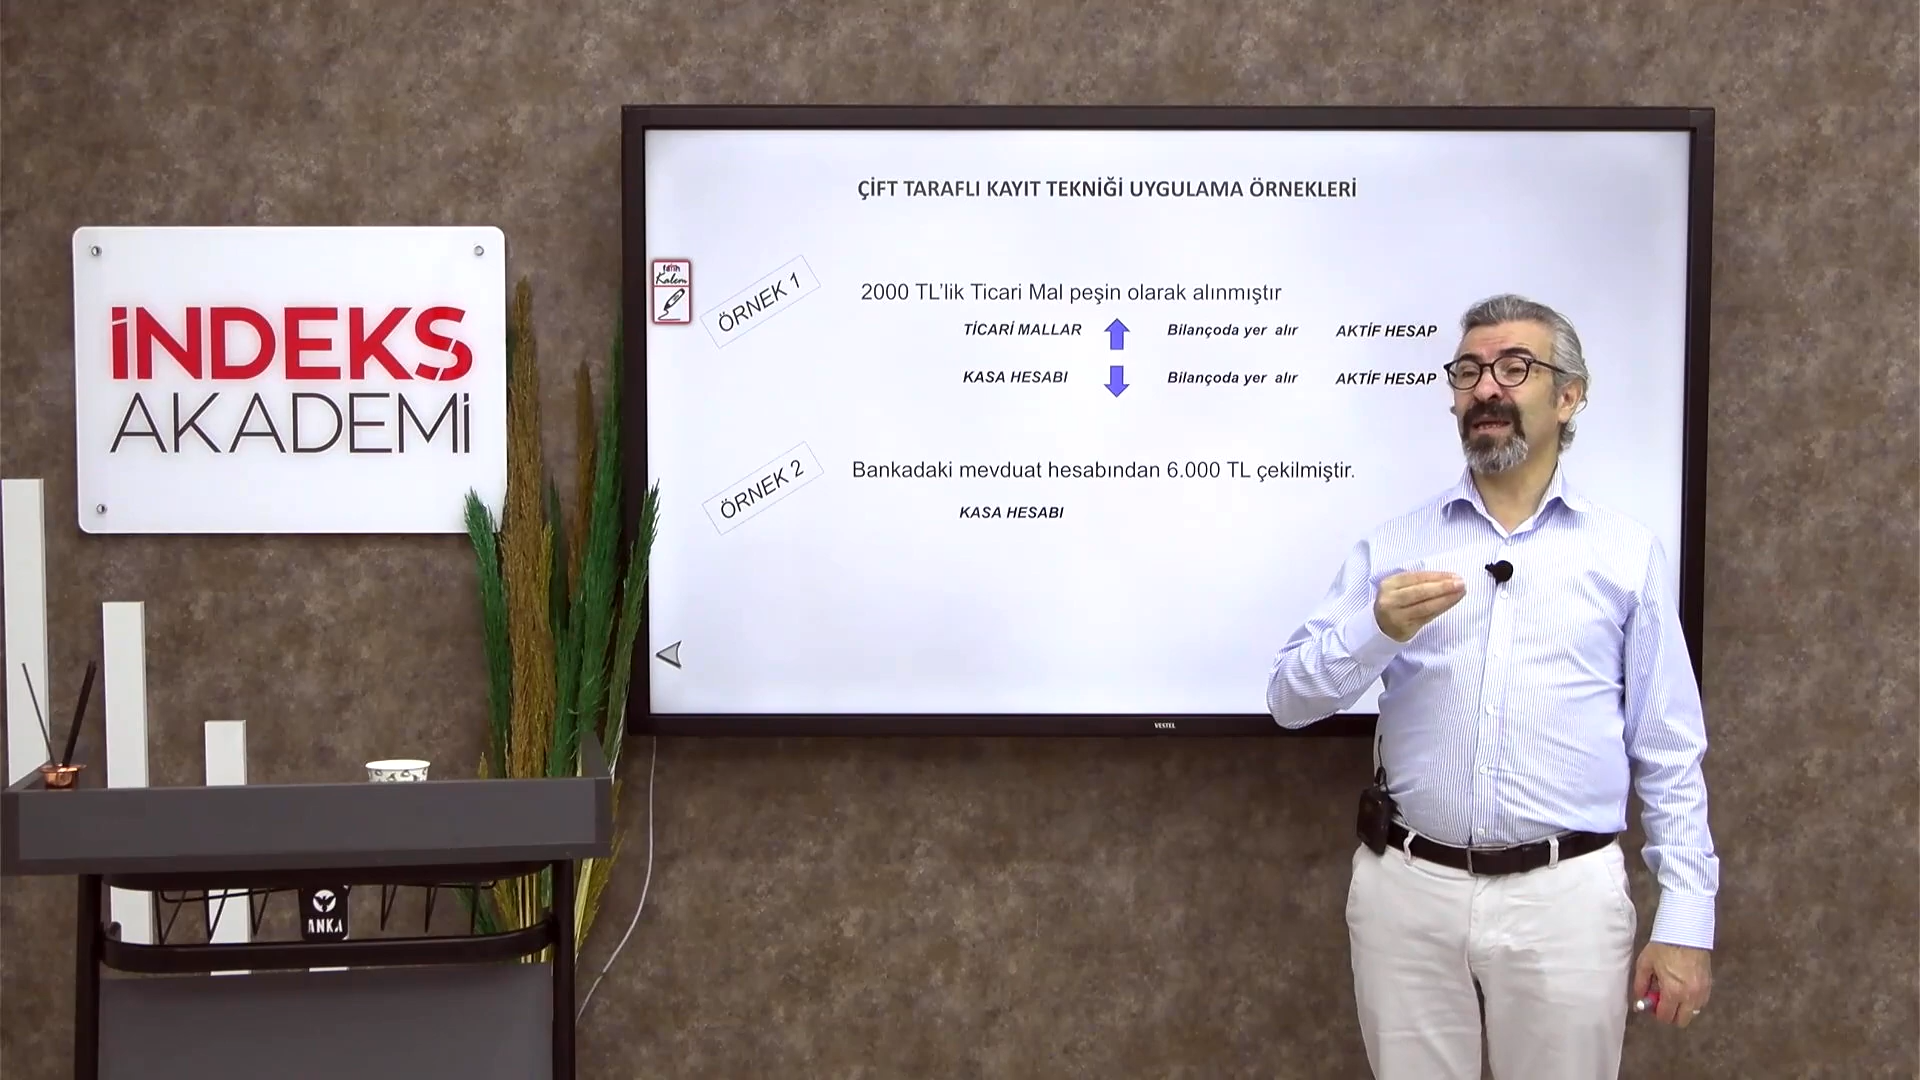 İNDEKS
AKADEMİ
ÇİFT TARAFLI KAYIT TEKNİĞİ UYGULAMA ÖRNEKLERİ
Kalem
ÖRNEK 1
2000 TL’lik Ticari Mal peşin olarak alınmıştır
TİCARİ MALLAR Bilançoda yer alır AKTİF HESAP
KASA HESABI Bilançoda yer alır AKTİF HESAP
ÖRNEK 2
Bankadaki mevduat hesabından 6.000 TL çekilmiştir.
KASA HESABI
VESTEL
ANKA